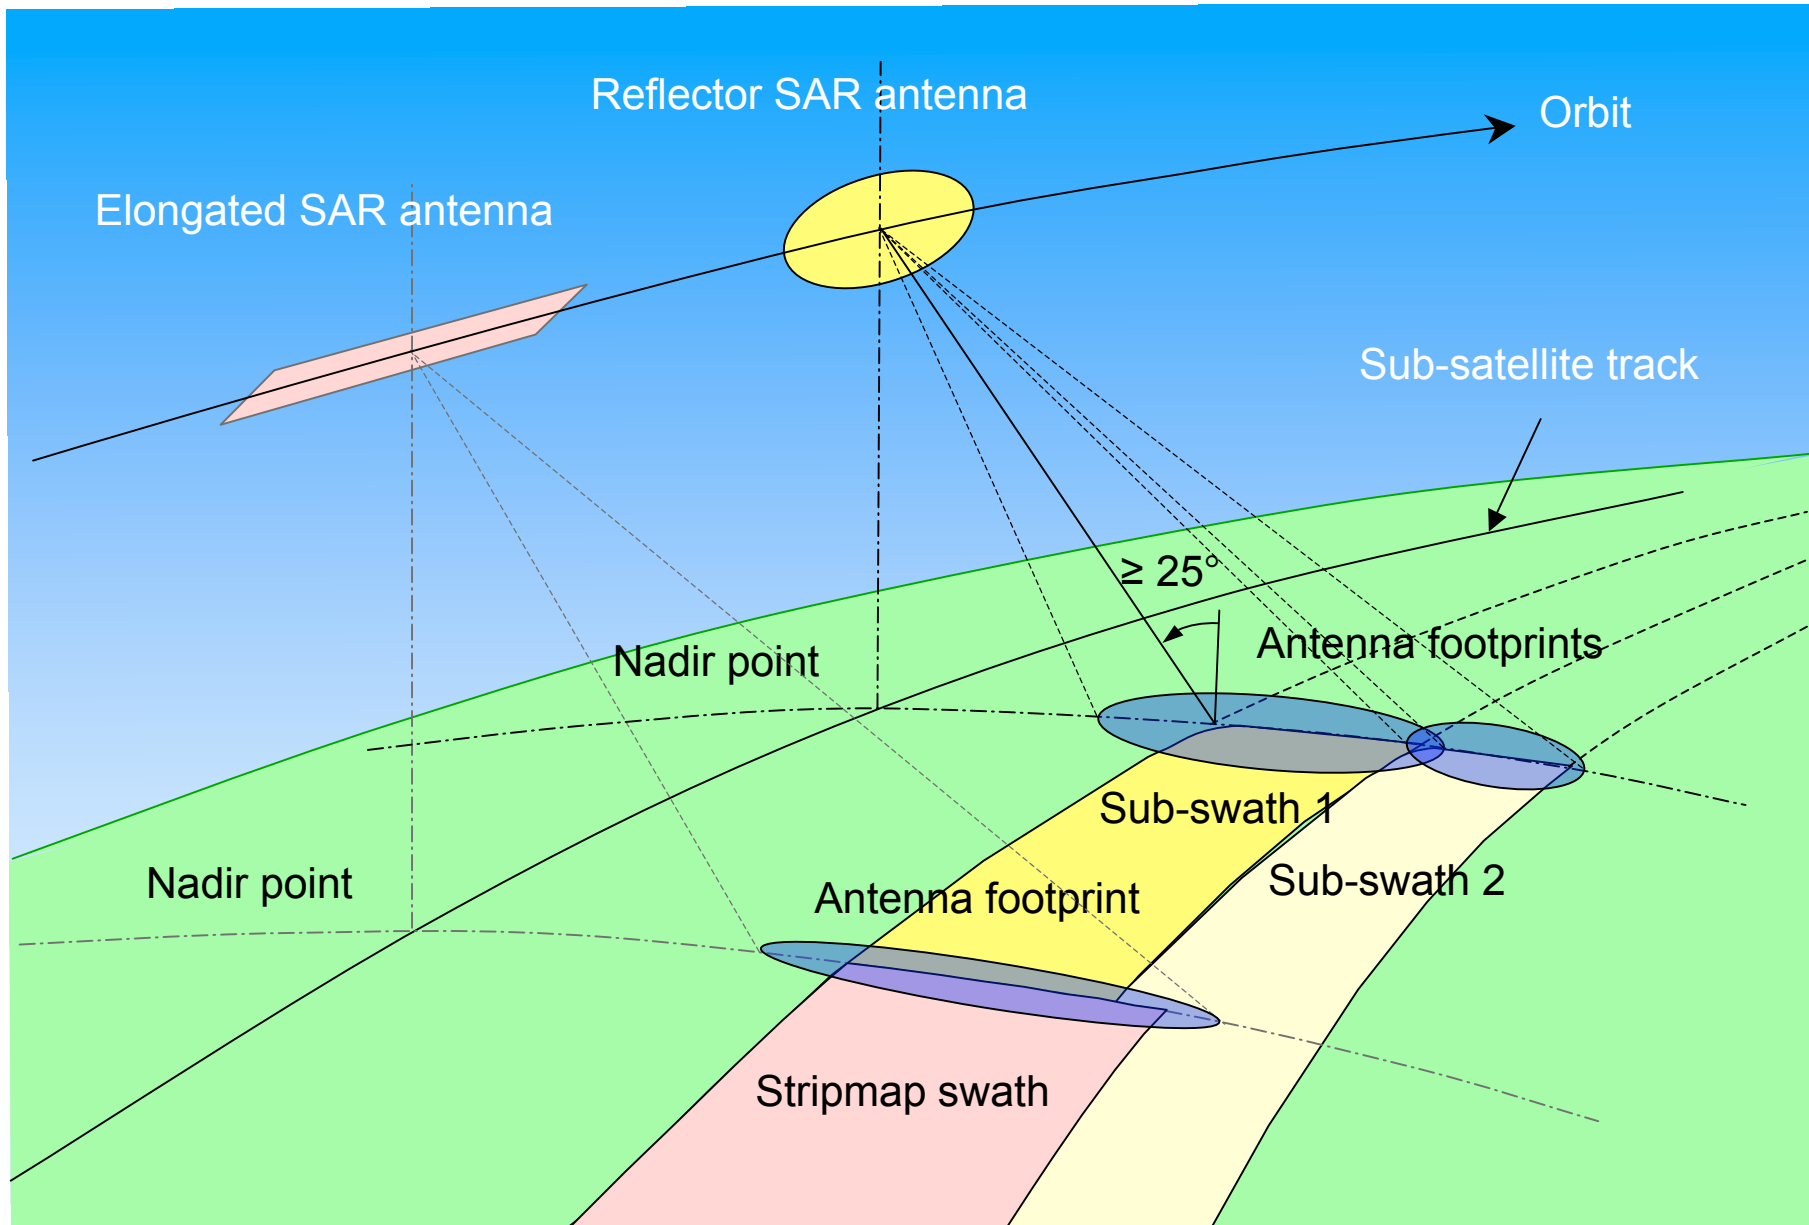 Reflector SAR antenna
Orbit
Elongated SAR antenna
Sub-satellite track
≥ 25°
Nadir point
Antenna footprints
Sub-swath 1
Nadir point
Antenna footprint
Sub-swath 2
Stripmap swath